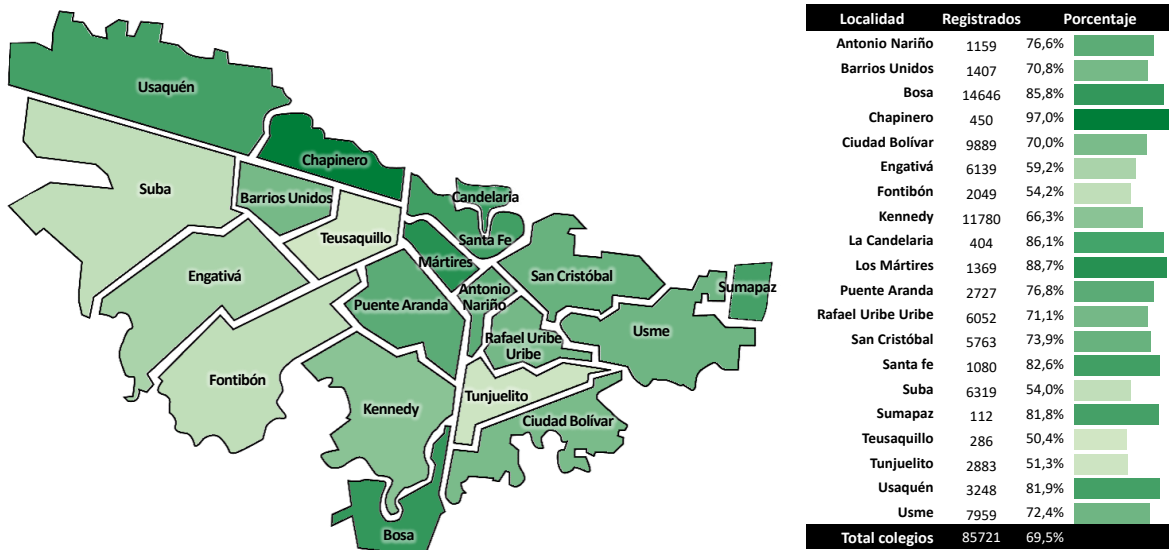 Usaquén
Chapinero
Suba
Barrios Unidos
Candelaria
Teusaquillo
Santa Fe
Mártires
Engativá
San Cristóbal
Antonio
Nariño
Sumapaz
Puente Aranda
Usme
Rafael Uribe
Uribe
Fontibón
Kennedy
Tunjuelito
Ciudad Bolívar
Bosa
Localidad Registrados Porcentaje
Antonio Nariño 1159 76,6%
Barrios Unidos 1407 70,8%
Bosa 14646 85,8%
Chapinero 450 97,0%
Ciudad Bolívar 9889 70,0%
Engativá 6139 59,2%
Fontibón 2049 54,2%
Kennedy 11780 66,3%
La Candelaria 404 86,1%
Los Mártires 1369 88,7%
Puente Aranda 2727 76,8%
Rafael Uribe Uribe 6052 71,1%
San Cristóbal 5763 73,9%
Santa fe 1080 82,6%
Suba 6319 54,0%
Sumapaz 112 81,8%
Teusaquillo 286 50,4%
Tunjuelito 2883 51,3%
Usaquén 3248 81,9%
Usme 7959 72,4%
Total colegios 85721 69,5%